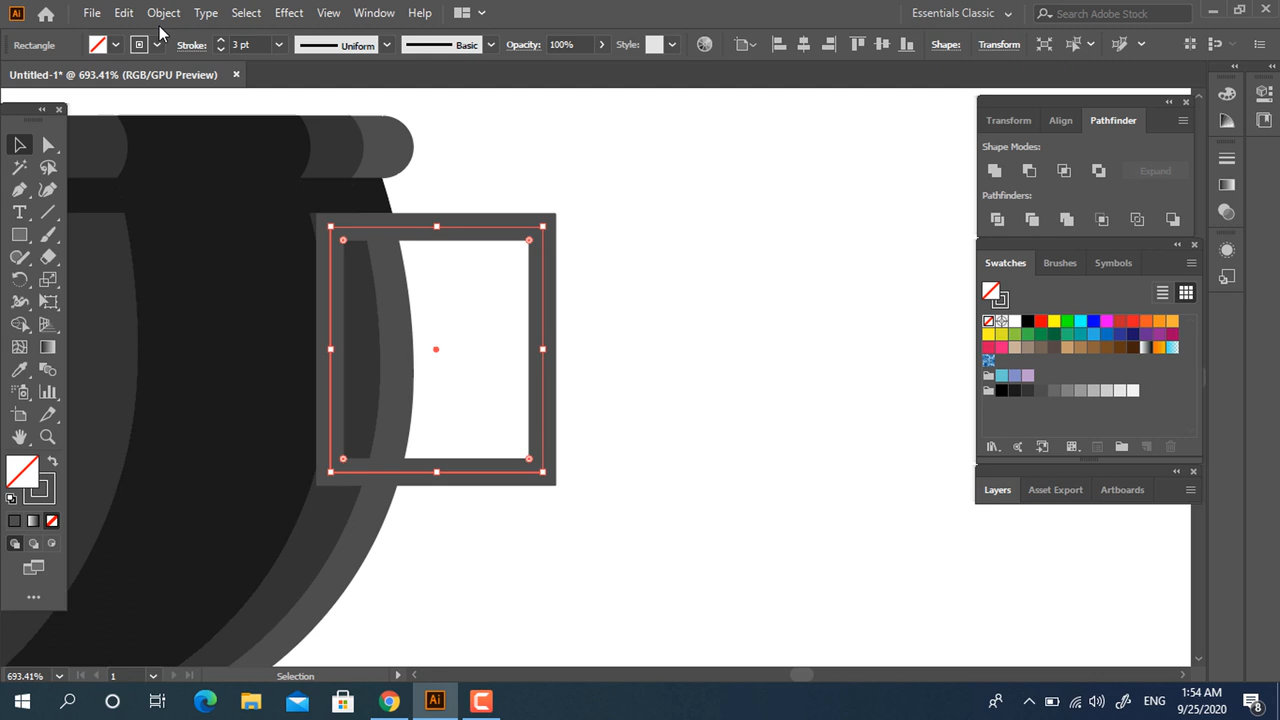 Ai File Edit Object Type Select Effect View Window Help Essentials Classic Search Adobe Stock
Rectangle Stroke: 3 pt Uniform Basic Opacity: 100% Style: Shape: Transform
Untitled-1* @ 693.41% (RGB/GPU Preview)
Transform Align Pathfinder
Shape Modes:
Expand
Pathfinders:
Swatches Brushes Symbols
Layers Asset Export Artboards
693.41% 1 Selection
Ai ENG 1:54 AM
9/25/2020 8